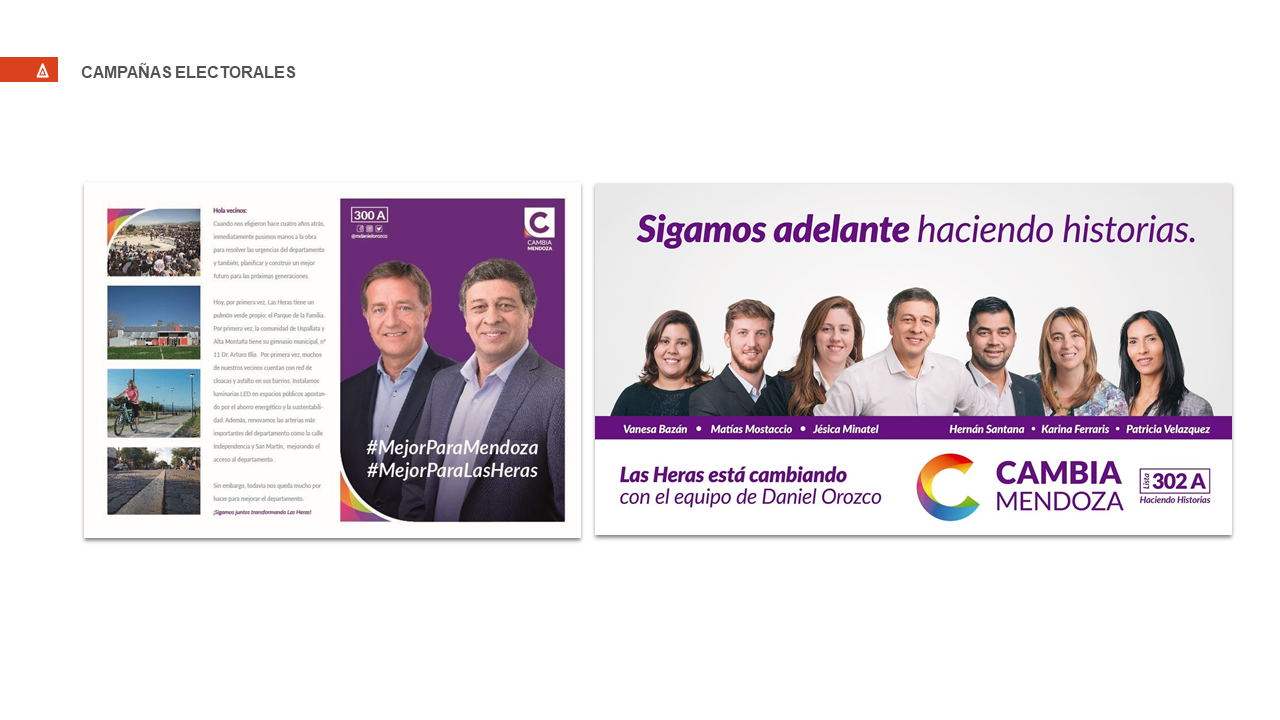 CAMPAÑAS ELECTORALES
Hola vecinos:
Cuando nos eligieron hace cuatro años atrás,
inmediatamente pusimos manos a la obra
para resolver las urgencias del departamento
y también, planificar y construir un mejor
futuro para las próximas generaciones.
Hoy, por primera vez, Las Heras tiene un
pulmón verde propio: el Parque de la Familia.
Por primera vez, la comunidad de Uspallata y
Alta Montaña tiene su gimnasio municipal, nº
11 Dr. Arturo Illia. Por primera vez, muchos
de nuestros vecinos cuentan con red de
cloacas y asfalto en sus barrios. Instalamos
luminarias LED en espacios públicos apostan-
do por el ahorro energético y la sustentabili-
dad. Además, renovamos las arterias más
importantes del departamento como la calle
Independencia y San Martín, mejorando el
acceso al departamento.
Sin embargo, todavía nos queda mucho por
hacer para mejorar el departamento.
¡Sigamos juntos transformando Las Heras!
300 A
@mdanielorozco
CAMBIA
MENDOZA
#MejorParaMendoza
#MejorParaLasHeras
Sigamos adelante haciendo historias.
Vanesa Bazán • Matías Mostaccio • Jésica Minatel
Hernán Santana • Karina Ferraris • Patricia Velazquez
Las Heras está cambiando
con el equipo de Daniel Orozco
CAMBIA
MENDOZA
Lista 302 A
Haciendo Historias